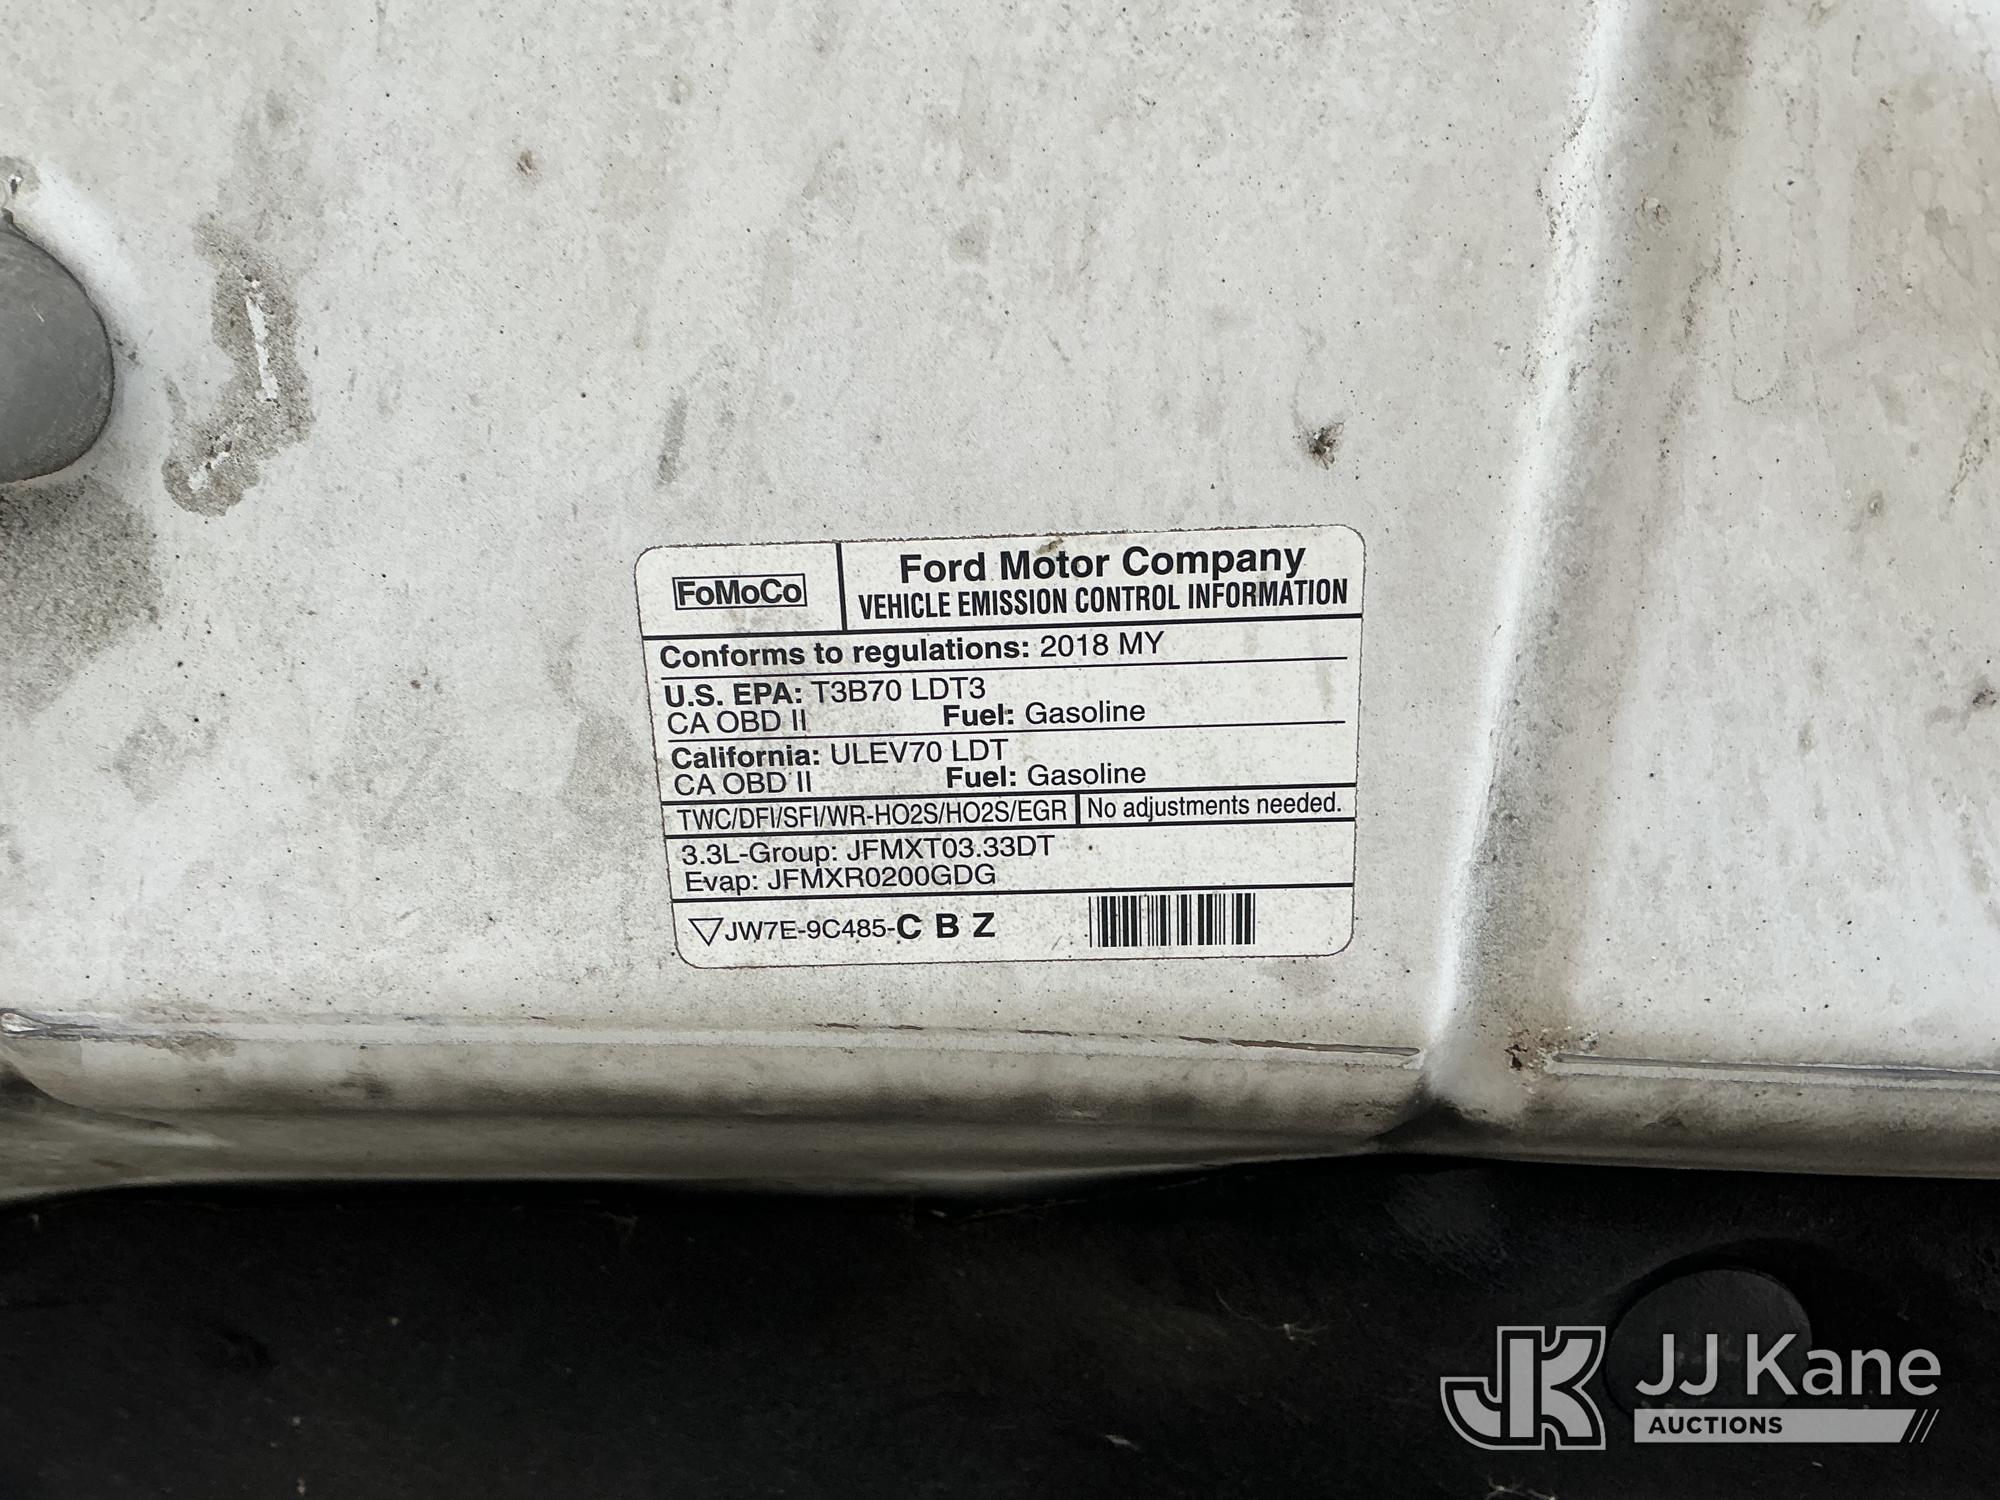 FoMoCo
Ford Motor Company
VEHICLE EMISSION CONTROL INFORMATION
Conforms to regulations: 2018 MY
U.S. EPA: T3B70 LDT3
CA OBD II Fuel: Gasoline
California: ULEV70 LDT
CA OBD II Fuel: Gasoline
TWC/DFI/SFI/WR-HO2S/HO2S/EGR No adjustments needed.
3.3L-Group: JFMXT03.33DT
Evap: JFMXR0200GDG
JW7E-9C485-C B Z
JK JJ Kane
AUCTIONS